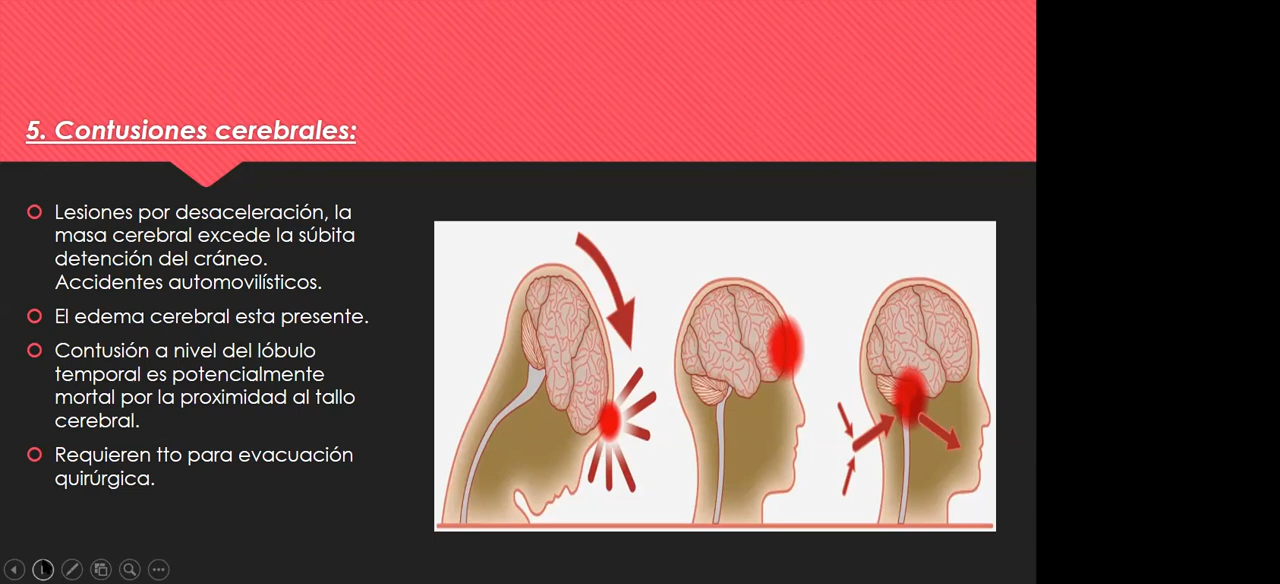 5. Contusiones cerebrales:
Lesiones por desaceleración, la
masa cerebral excede la súbita
detención del cráneo.
Accidentes automovilísticos.
El edema cerebral esta presente.
Contusión a nivel del lóbulo
temporal es potencialmente
mortal por la proximidad al tallo
cerebral.
Requieren tto para evacuación
quirúrgica.